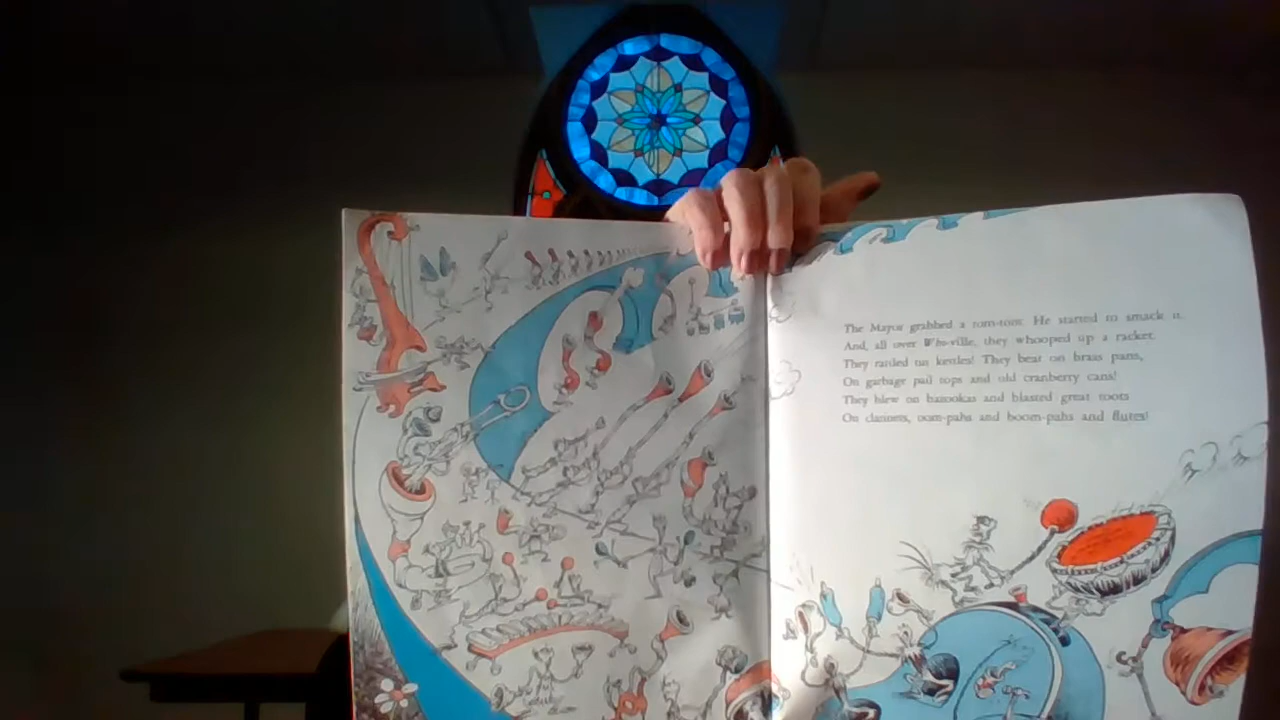 The Mayor grabbed a tom-tom. He started to smack it.
And, all over Who-ville, they whooped up a racket.
They rattled on kettles! They beat on brass pans,
On garbage pail tops and old cranberry cans!
They blew on bazookas and blasted great toots
On clarinets, oom-pahs and boom-pahs and flutes!